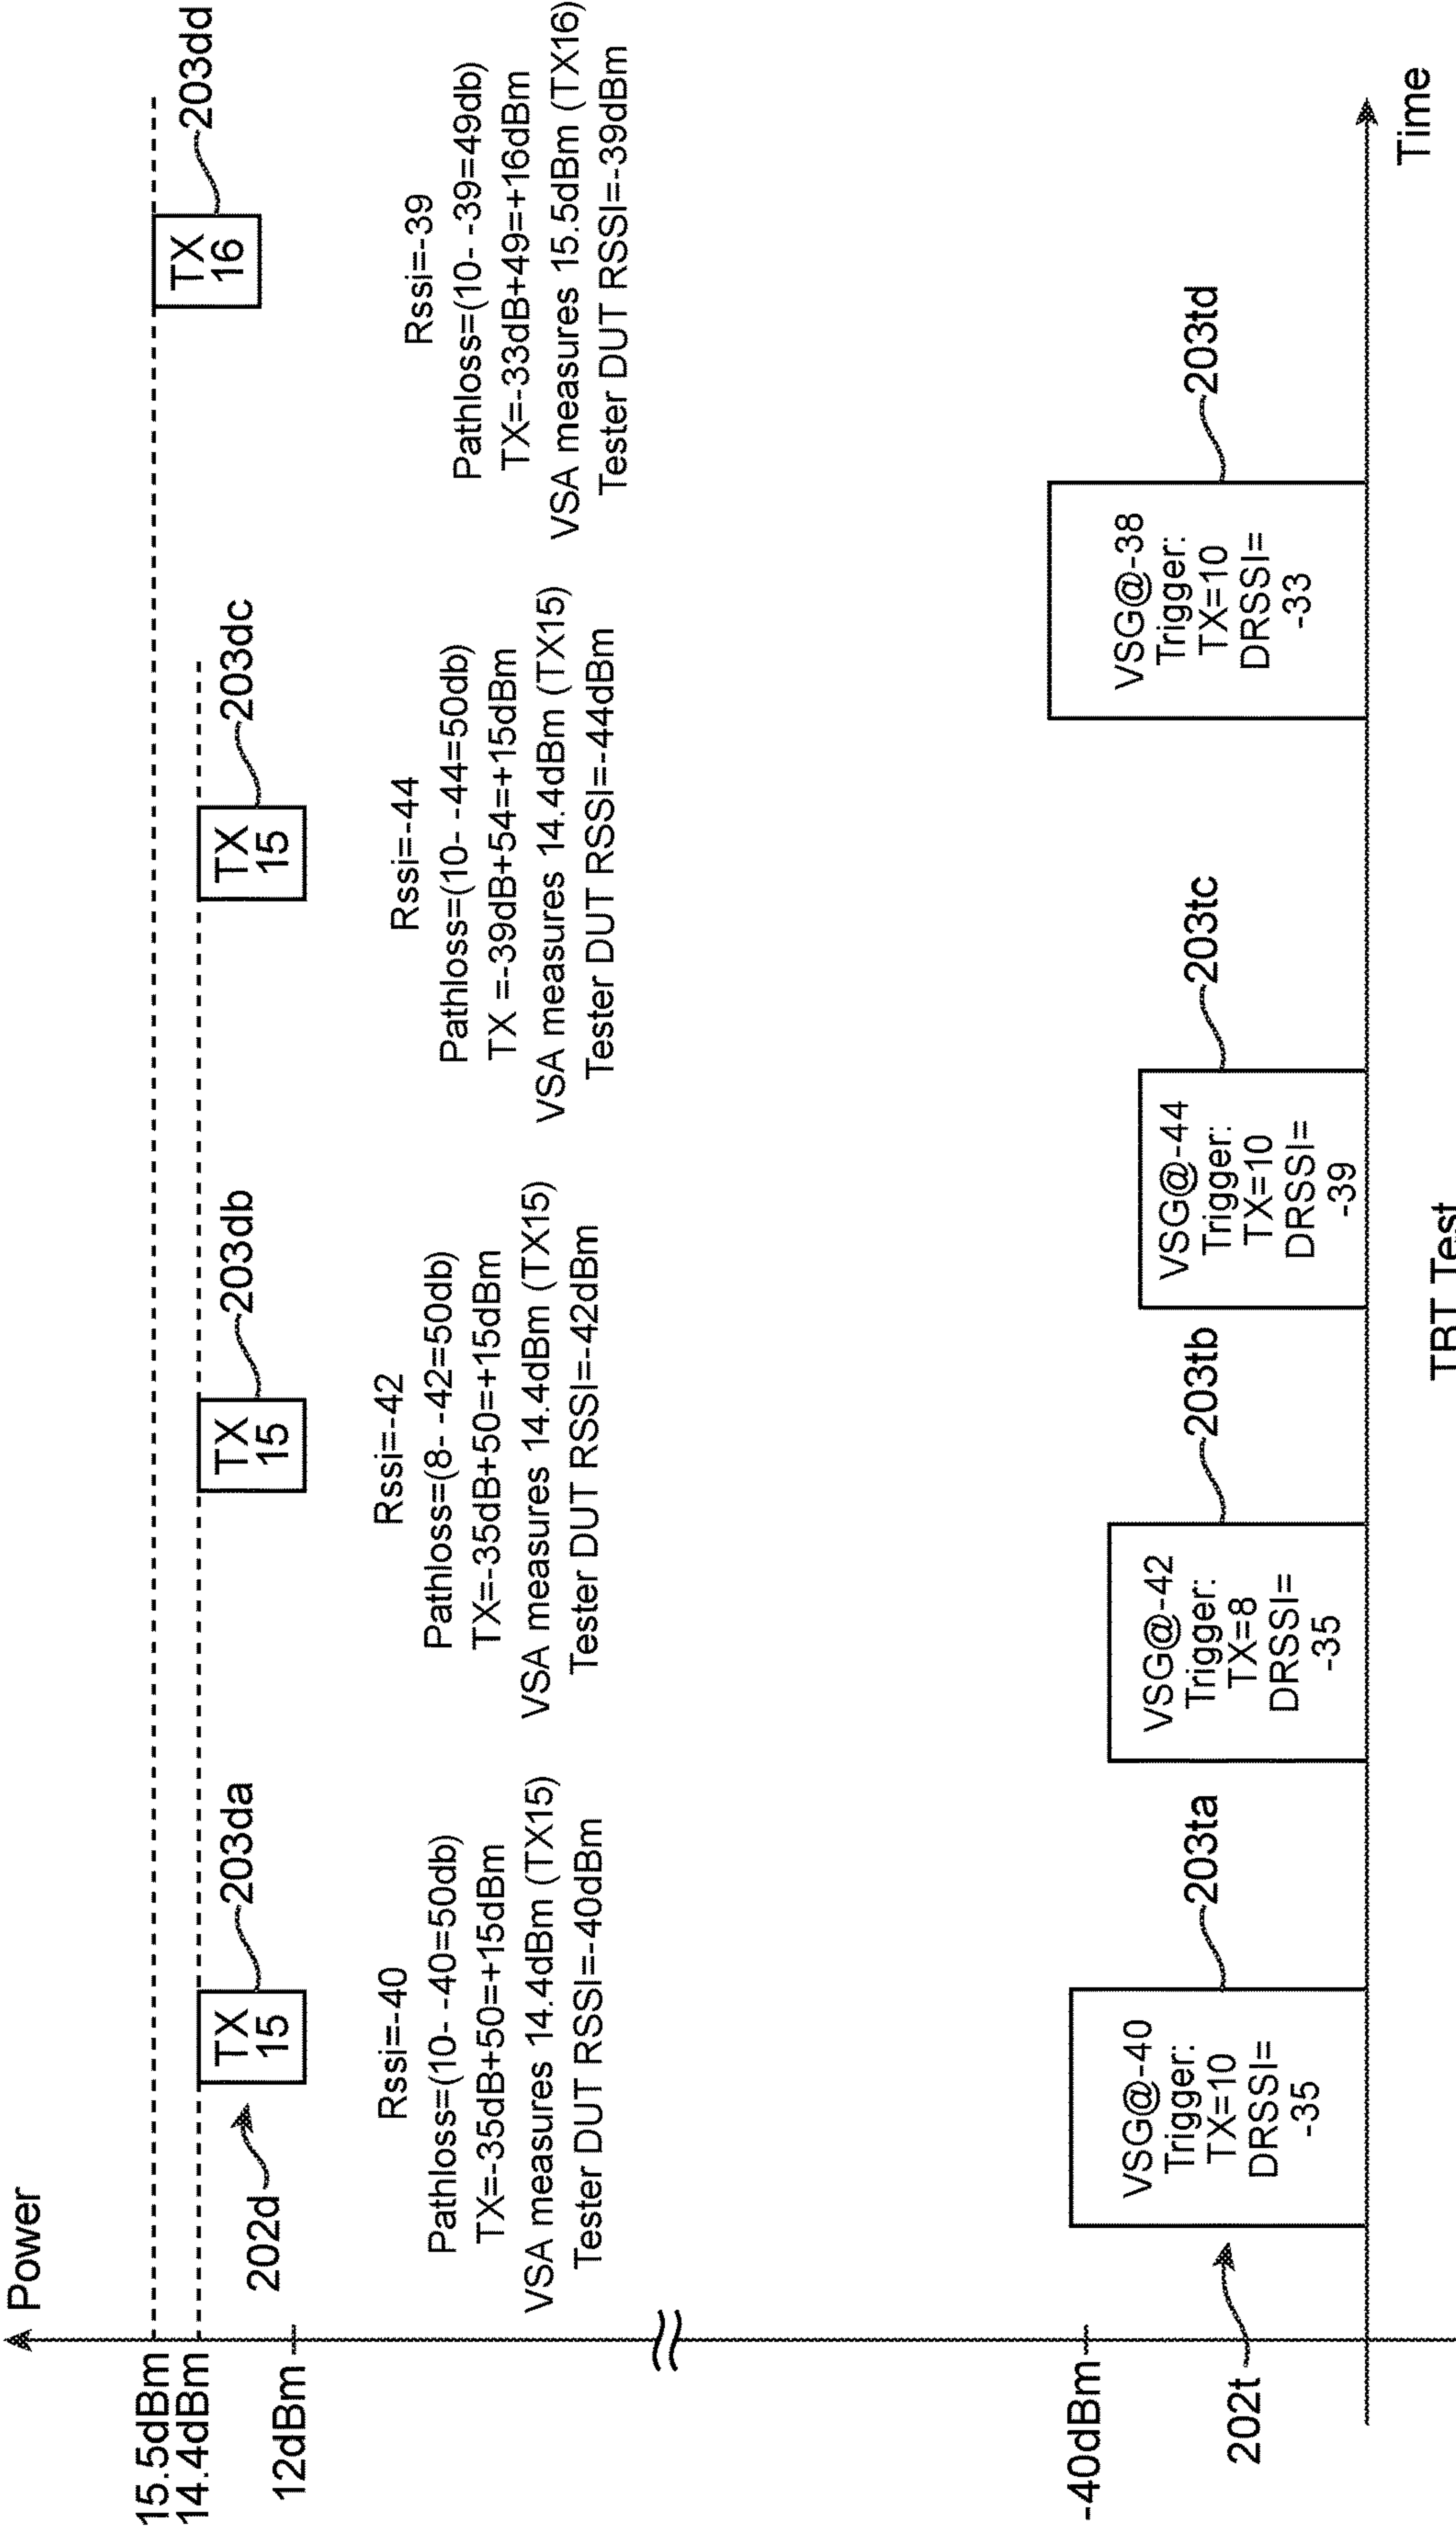 Power
15.5dBm
14.4dBm
12dBm
-40dBm
202d
202t
TX
15
203da
TX
15
203db
TX
15
203dc
TX
16
203dd
Rssi=-40
Pathloss=(10- -40=50db)
TX=-35dB+50=+15dBm
VSA measures 14.4dBm (TX15)
Tester DUT RSSI=-40dBm
Rssi=-42
Pathloss=(8- -42=50db)
TX=-35dB+50=+15dBm
VSA measures 14.4dBm (TX15)
Tester DUT RSSI=-42dBm
Rssi=-44
Pathloss=(10- -44=50db)
TX =-39dB+54=+15dBm
VSA measures 14.4dBm (TX15)
Tester DUT RSSI=-44dBm
Rssi=-39
Pathloss=(10- -39=49db)
TX=-33dB+49=+16dBm
VSA measures 15.5dBm (TX16)
Tester DUT RSSI=-39dBm
VSG@-40
Trigger:
TX=10
DRSSI=
-35
203ta
VSG@-42
Trigger:
TX=8
DRSSI=
-35
203tb
VSG@-44
Trigger:
TX=10
DRSSI=
-39
203tc
VSG@-38
Trigger:
TX=10
DRSSI=
-33
203td
Time
Test